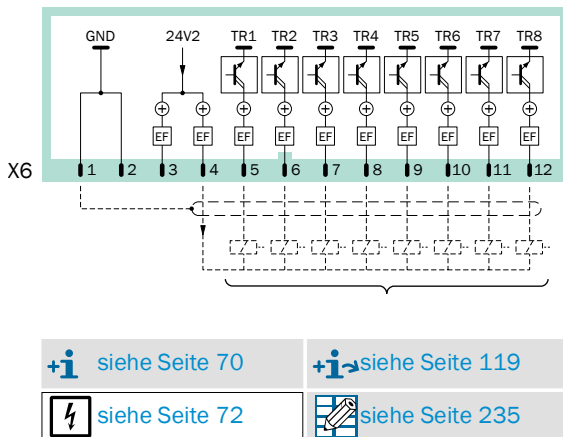 GND 24V2 TR1 TR2 TR3 TR4 TR5 TR6 TR7 TR8
EF EF EF EF EF EF EF EF EF EF
X6 1 2 3 4 5 6 7 8 9 10 11 12
+i siehe Seite 70 +i siehe Seite 119
siehe Seite 72 siehe Seite 235